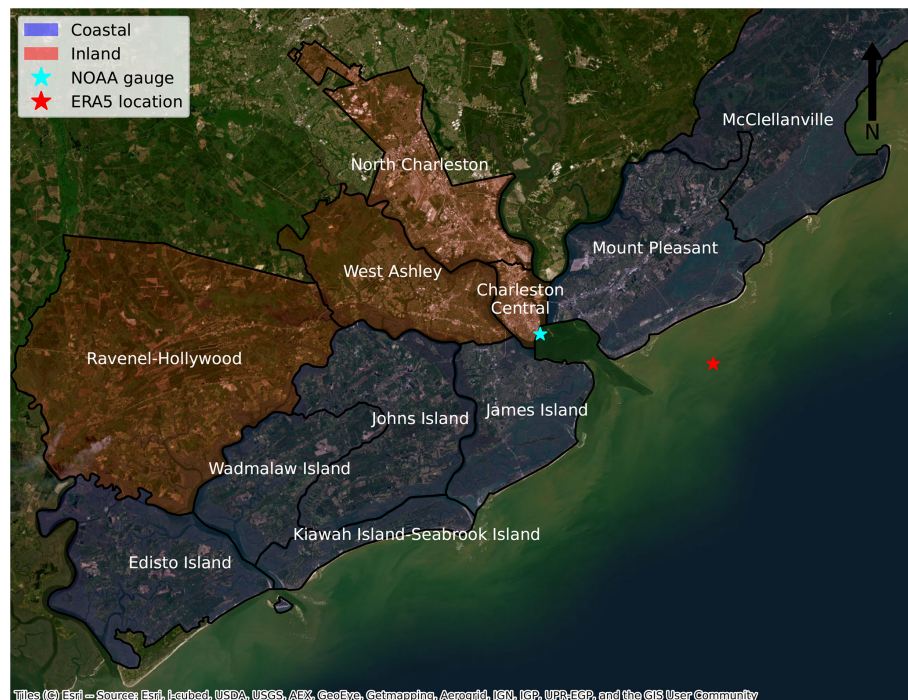 Coastal
Inland
NOAA gauge
ERA5 location
N
McClellanville
North Charleston
Mount Pleasant
West Ashley
Charleston
Central
Ravenel-Hollywood
Johns Island
James Island
Wadmalaw Island
Kiawah Island-Seabrook Island
Edisto Island
Tiles (C) Esri -- Source: Esri, i-cubed, USDA, USGS, AEX, GeoEye, Getmapping, Aerogrid, IGN, IGP, UPR-EGP, and the GIS User Community